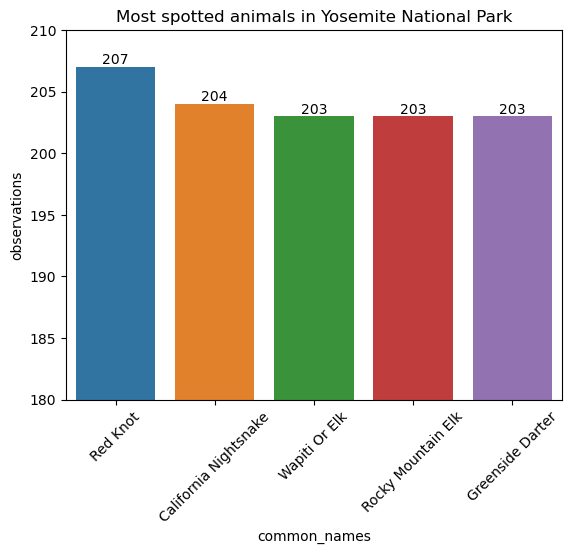 Most spotted animals in Yosemite National Park
observations
210
205
200
195
190
185
180
207
204
203
203
203
Red Knot
California Nightsnake
Wapiti Or Elk
Rocky Mountain Elk
Greenside Darter
common_names